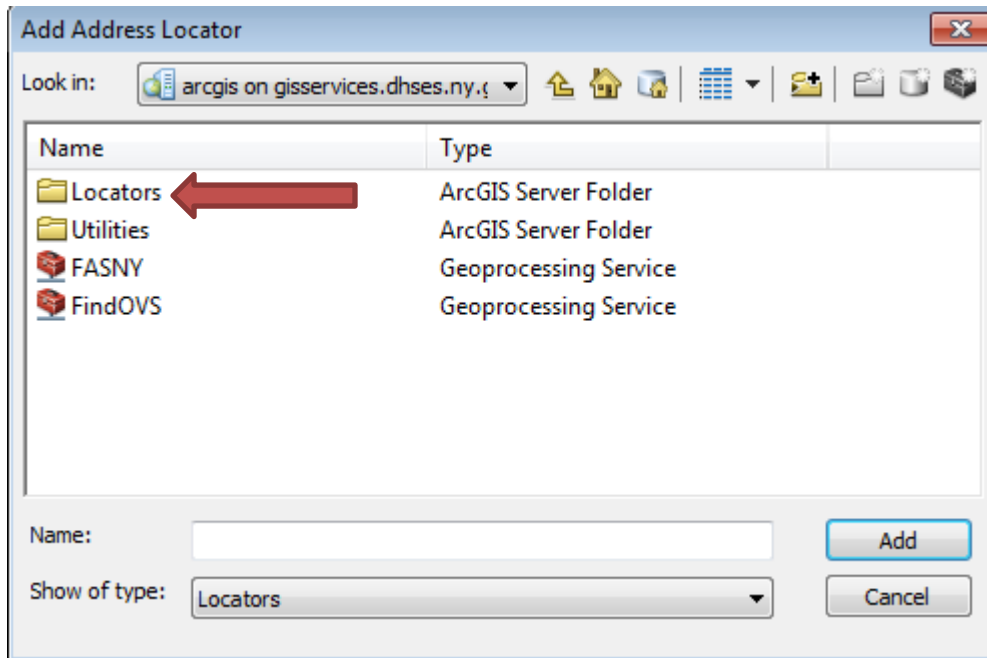 Add Address Locator
Look in: arcgis on gisservices.dhses.ny.g
Name Type
Locators ArcGIS Server Folder
Utilities ArcGIS Server Folder
FASNY Geoprocessing Service
FindOVS Geoprocessing Service
Name: Add
Show of type: Locators Cancel